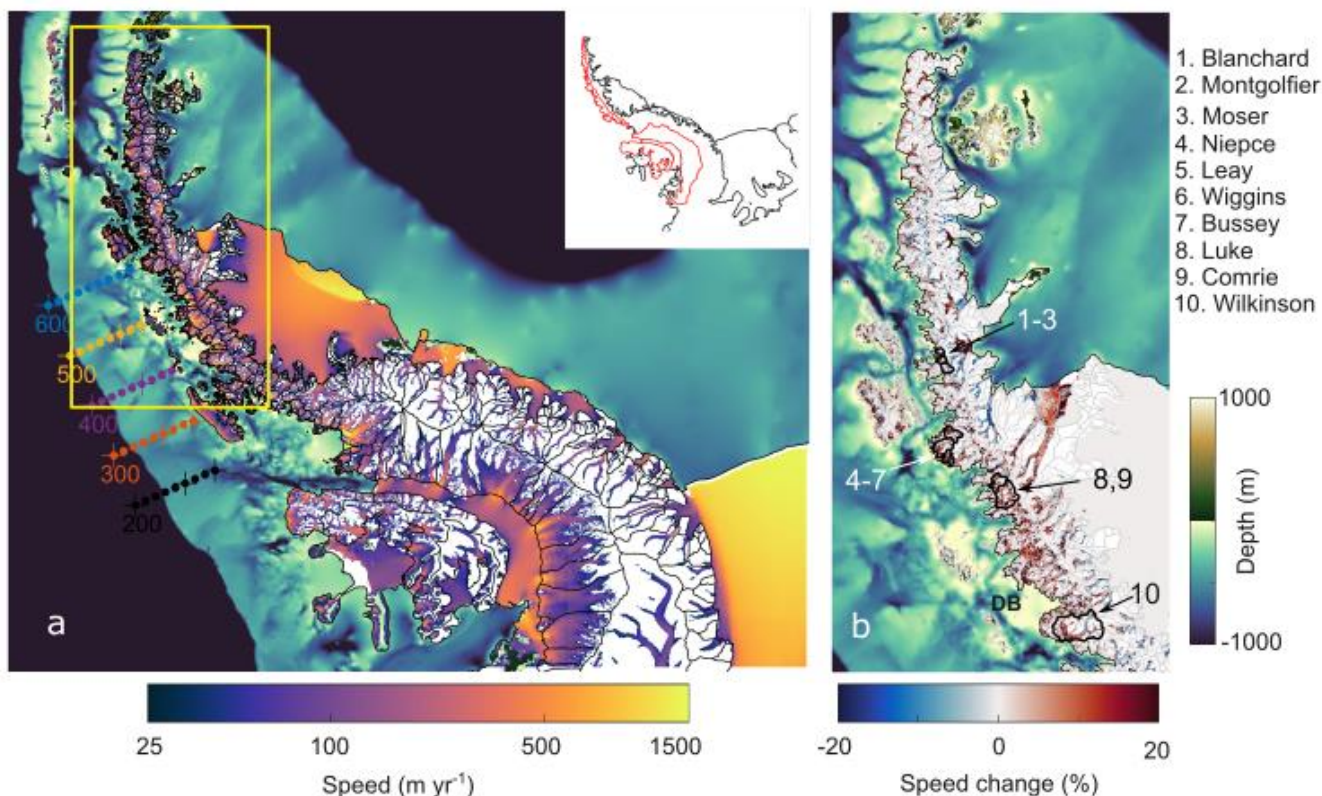 600
500
400
300
200
a
25
100
500
1500
Speed (m yr⁻¹)
1-3
4-7
8,9
10
DB
b
-20
0
20
Speed change (%)
1. Blanchard
2. Montgolfier
3. Moser
4. Niepce
5. Leay
6. Wiggins
7. Bussey
8. Luke
9. Comrie
10. Wilkinson
1000
-1000
Depth (m)